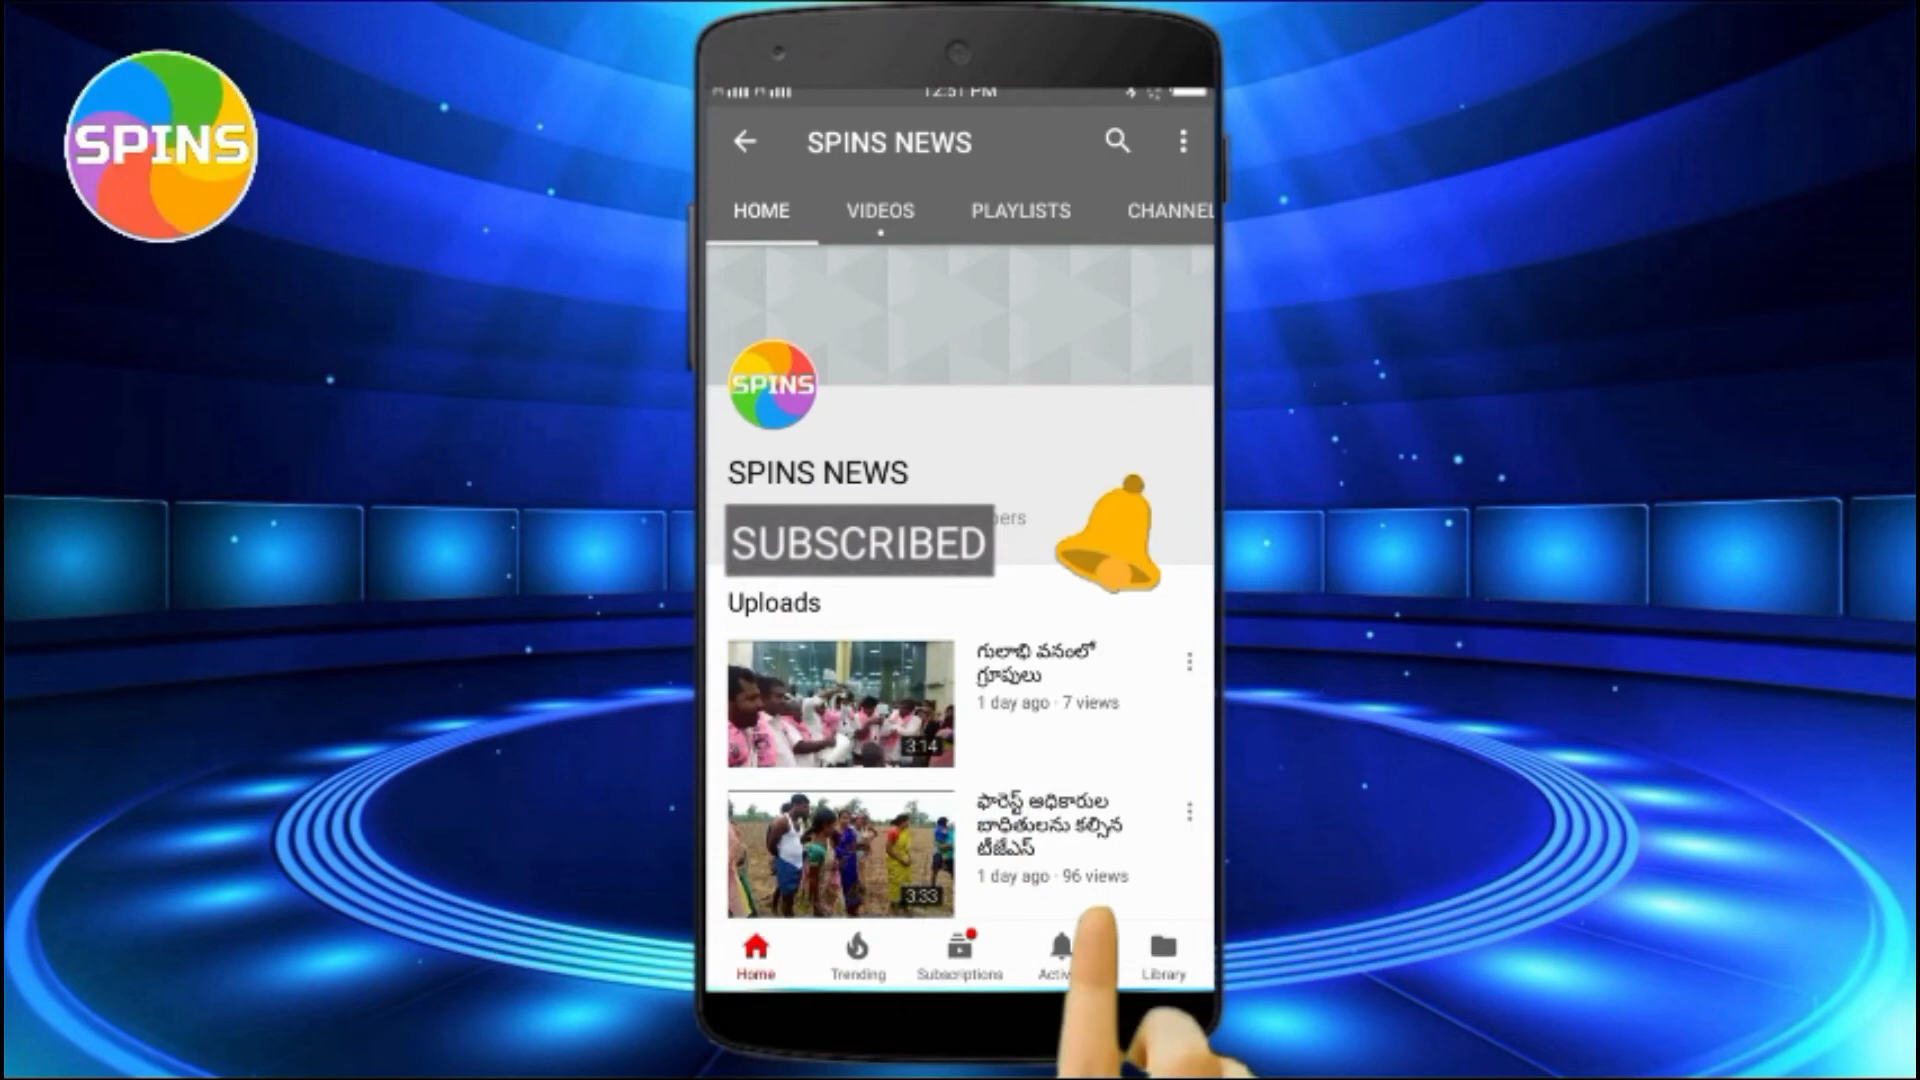 SPINS
12:51 PM
SPINS NEWS
HOME VIDEOS PLAYLISTS CHANNEL
SPINS
SPINS NEWS
SUBSCRIBED
Uploads
గులాభి వనంలో
గ్రూపులు
1 day ago · 7 views
3:14
ఫారెస్ట్ అధికారుల
బాధితులను కల్సిన
టీజేఎస్
1 day ago · 96 views
3:33
Home Trending Subscriptions Library